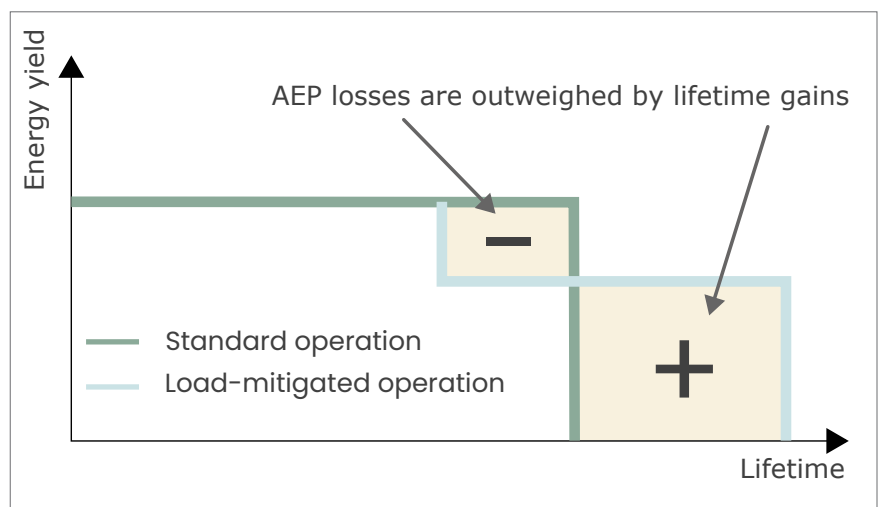 Energy yield
AEP losses are outweighed by lifetime gains
Standard operation
Load-mitigated operation
Lifetime